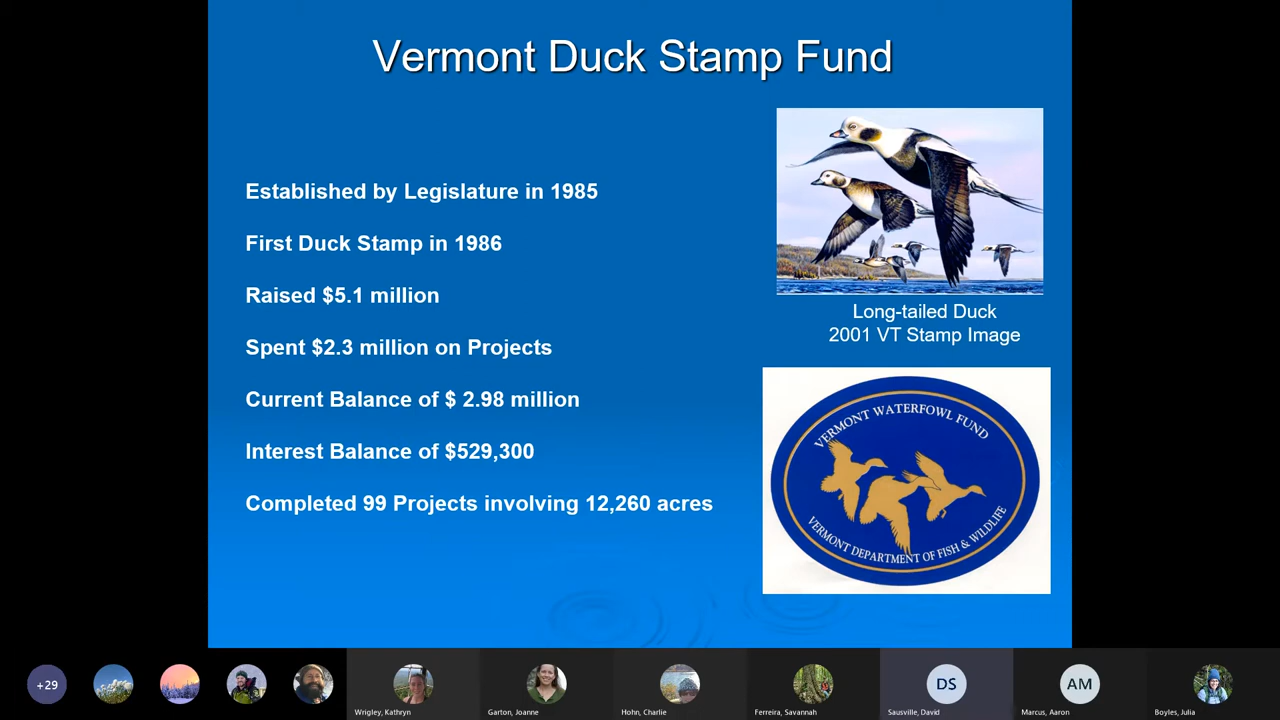 Vermont Duck Stamp Fund
Established by Legislature in 1985
First Duck Stamp in 1986
Raised $5.1 million
Spent $2.3 million on Projects
Current Balance of $ 2.98 million
Interest Balance of $529,300
Completed 99 Projects involving 12,260 acres
Long-tailed Duck
2001 VT Stamp Image
VERMONT WATERFOWL FUND
VERMONT DEPARTMENT OF FISH & WILDLIFE
+29
DS
AM
Wrigley, Kathryn
Garton, Joanne
Hohn, Charlie
Ferreira, Savannah
Sausville, David
Marcus, Aaron
Boyles, Julia